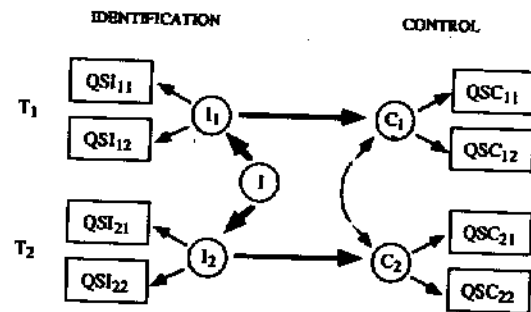 IDENTIFICATION CONTROL
QSI₁₁ QSC₁₁
T₁ I₁ C₁
QSI₁₂ QSC₁₂
I
QSI₂₁ QSC₂₁
T₂ I₂ C₂
QSI₂₂ QSC₂₂